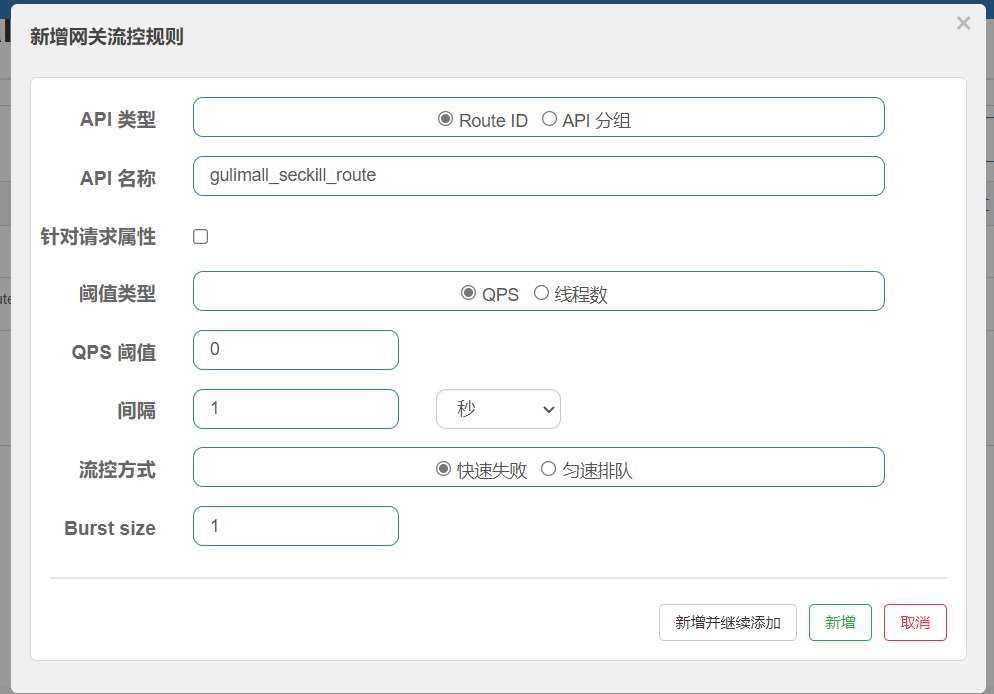 新增网关流控规则 ×
API 类型 Route ID API 分组
API 名称 gulimall_seckill_route
针对请求属性
阈值类型 QPS 线程数
QPS 阈值 0
间隔 1 秒
流控方式 快速失败 匀速排队
Burst size 1
新增并继续添加 新增 取消